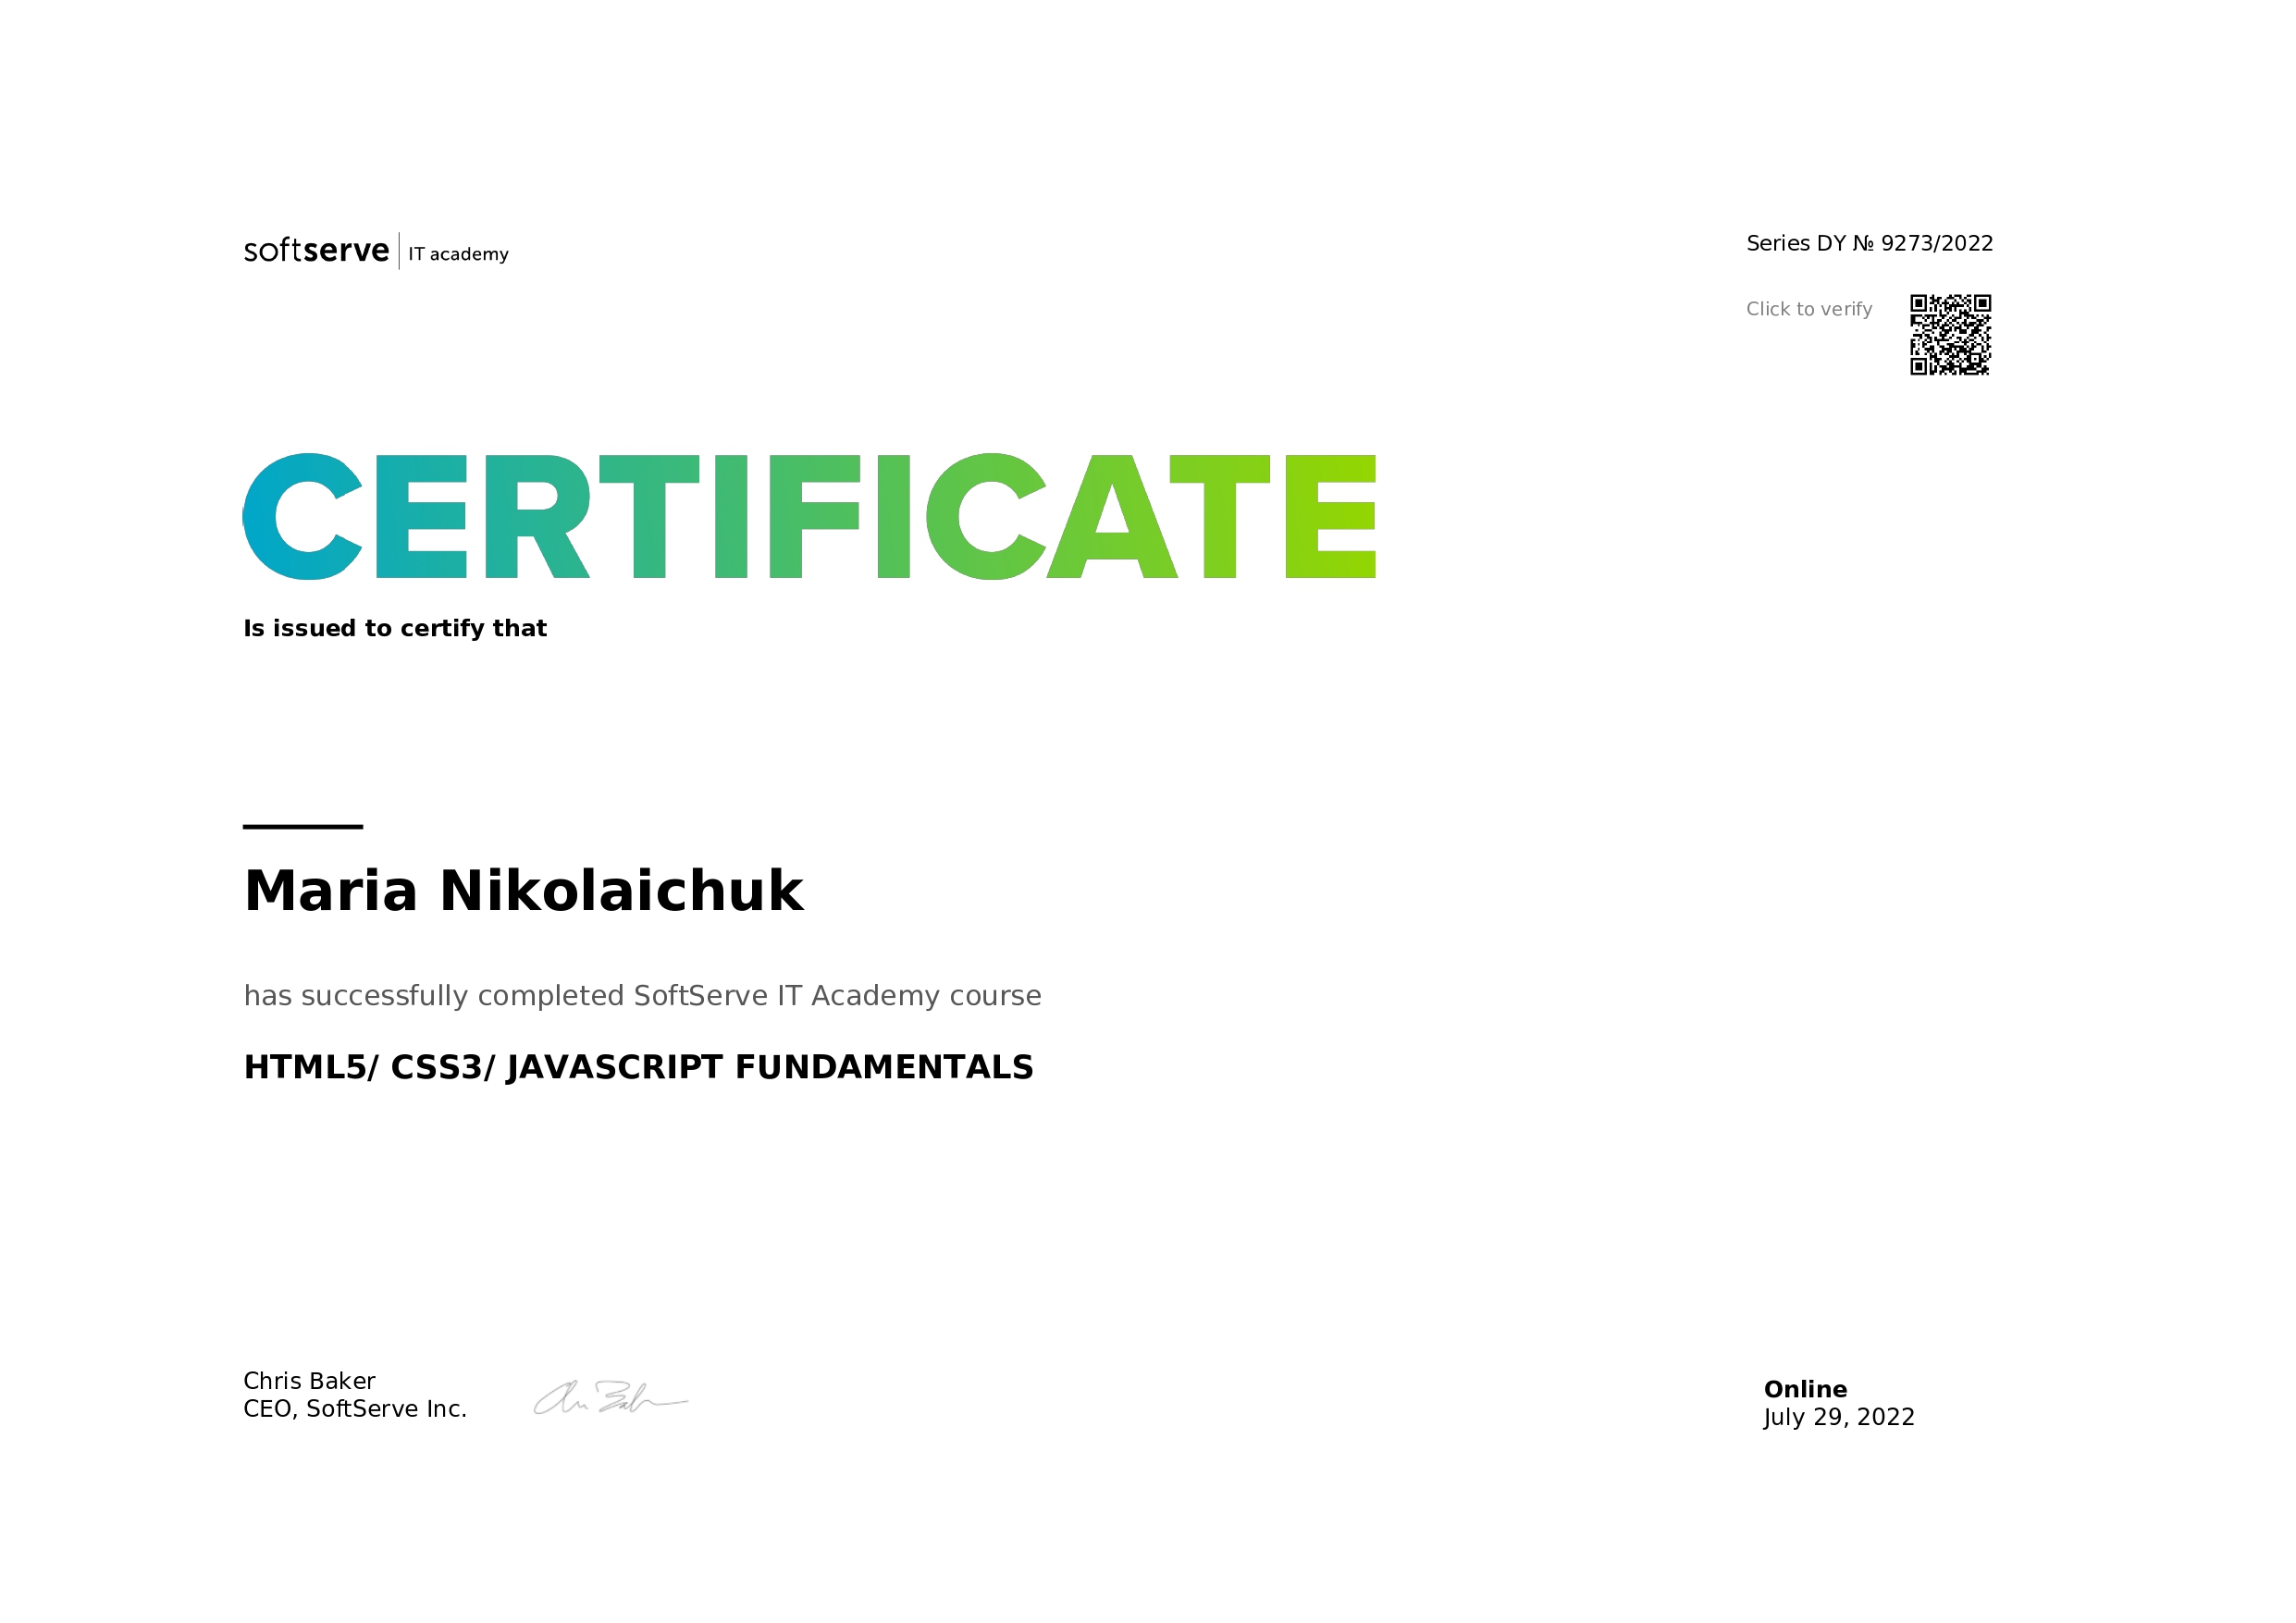 softserve IT academy
Series DY № 9273/2022
Click to verify
CERTIFICATE
Is issued to certify that
Maria Nikolaichuk
has successfully completed SoftServe IT Academy course
HTML5/ CSS3/ JAVASCRIPT FUNDAMENTALS
Chris Baker
CEO, SoftServe Inc.
Online
July 29, 2022